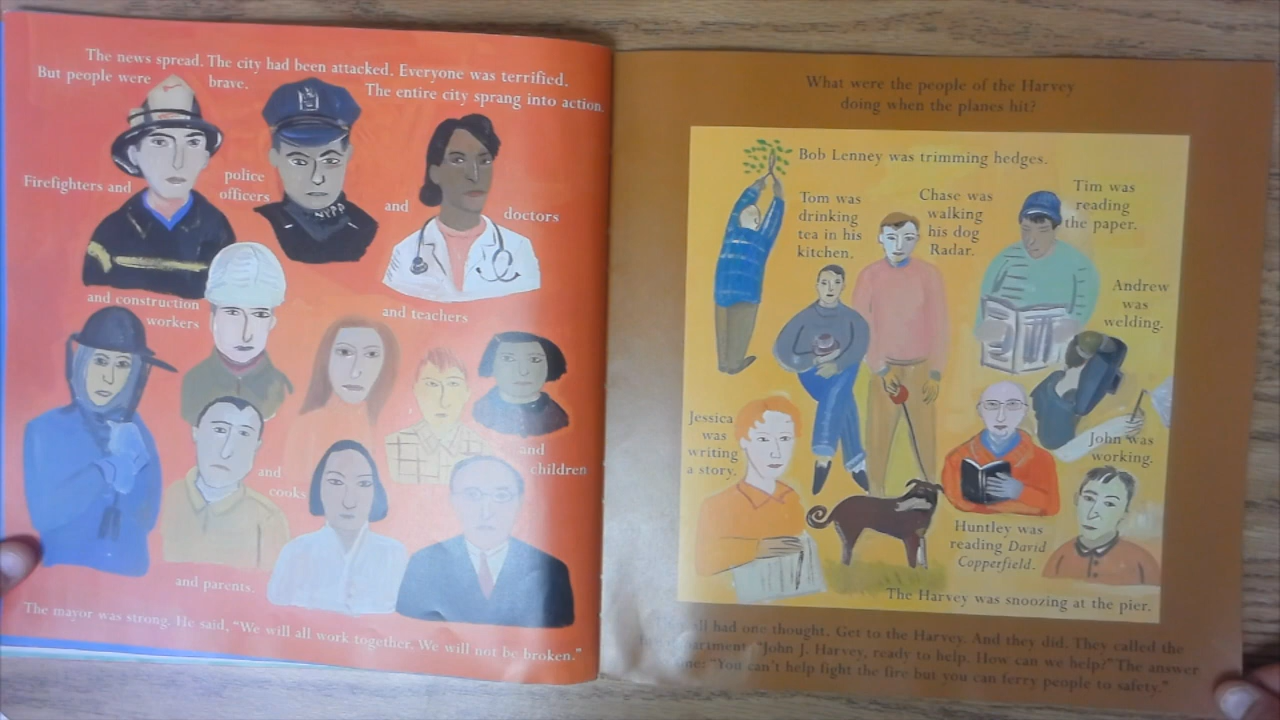 The news spread. The city had been attacked. Everyone was terrified.
But people were brave.
The entire city sprang into action.
Firefighters and
police
officers
NYPD
and
doctors
and construction
workers
and teachers
and
children
and
cooks
and parents.
The mayor was strong. He said, “We will all work together. We will not be broken.”
What were the people of the Harvey
doing when the planes hit?
Bob Lenney was trimming hedges.
Tom was
drinking
tea in his
kitchen.
Chase was
walking
his dog
Radar.
Tim was
reading
the paper.
Andrew
was
welding.
Jessica
was
writing
a story.
John was
working.
Huntley was
reading David
Copperfield.
The Harvey was snoozing at the pier.
all had one thought. Get to the Harvey. And they did. They called the
“John J. Harvey, ready to help. How can we help?” The answer
“You can’t help fight the fire but you can ferry people to safety.”